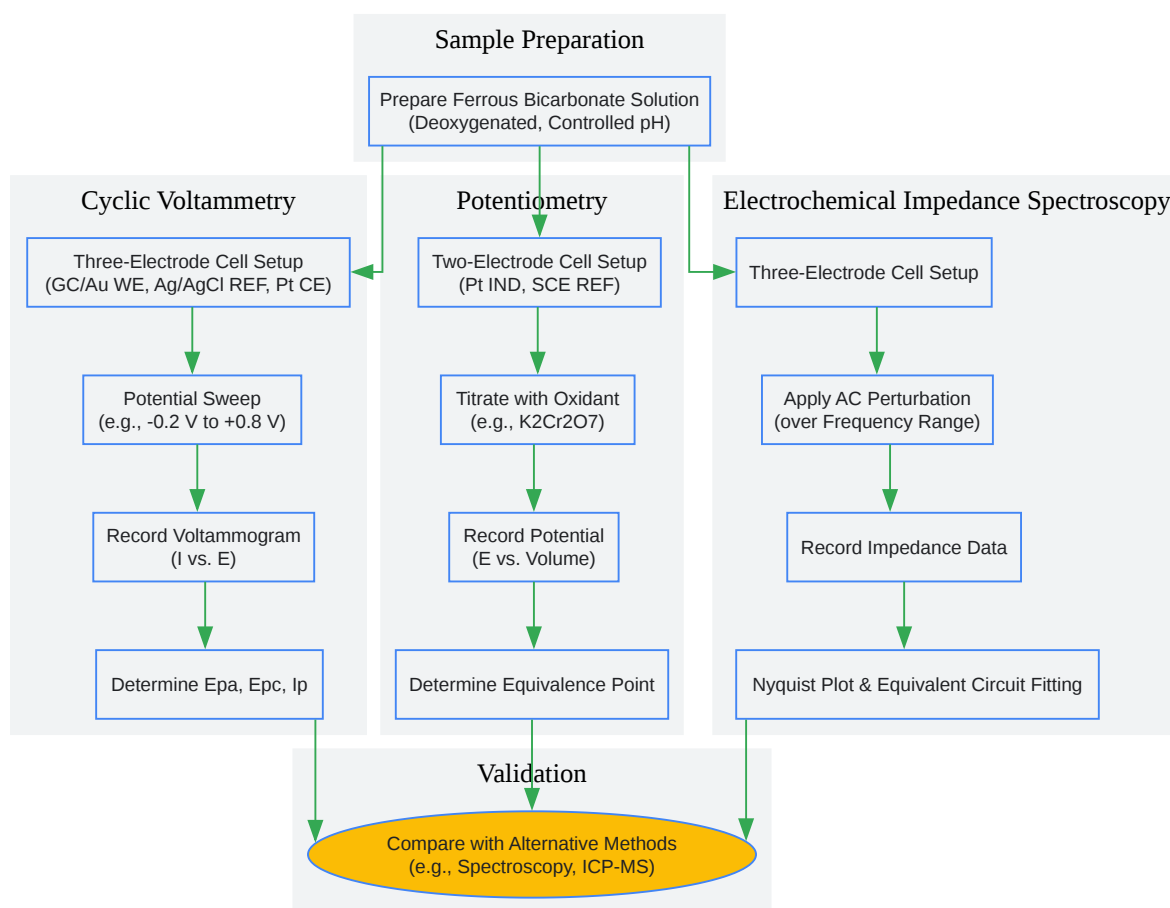 Sample Preparation
Prepare Ferrous Bicarbonate Solution
(Deoxygenated, Controlled pH)
Cyclic Voltammetry
Three-Electrode Cell Setup
(GC/Au WE, Ag/AgCl REF, Pt CE)
Potential Sweep
(e.g., -0.2 V to +0.8 V)
Record Voltammogram
(I vs. E)
Determine Epa, Epc, Ip
Potentiometry
Two-Electrode Cell Setup
(Pt IND, SCE REF)
Titrate with Oxidant
(e.g., K2Cr2O7)
Record Potential
(E vs. Volume)
Determine Equivalence Point
Electrochemical Impedance Spectroscopy
Three-Electrode Cell Setup
Apply AC Perturbation
(over Frequency Range)
Record Impedance Data
Nyquist Plot & Equivalent Circuit Fitting
Validation
Compare with Alternative Methods
(e.g., Spectroscopy, ICP-MS)